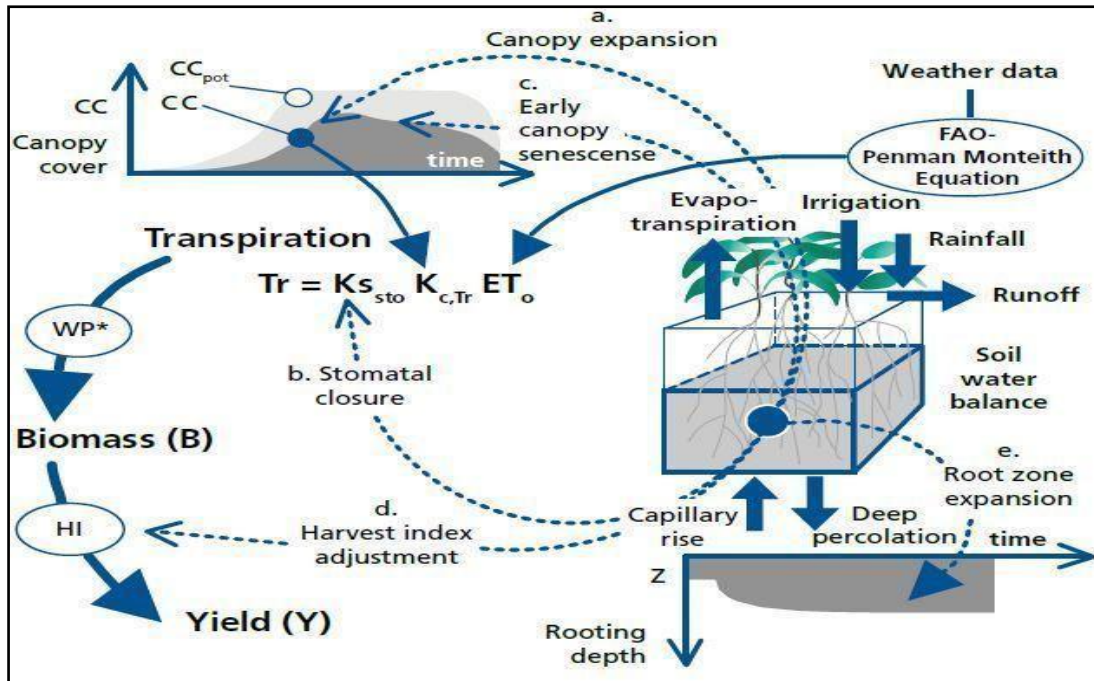 a.
Canopy expansion
CCpot
CC
CC
Canopy
cover
time
c.
Early
canopy
senescense
Weather data
FAO-
Penman Monteith
Equation
Evapo-
transpiration
Irrigation
Rainfall
Runoff
Transpiration
Tr = Kssto Kc,Tr ETo
WP*
b. Stomatal
closure
Soil
water
balance
Biomass (B)
e.
Root zone
expansion
HI
d.
Harvest index
adjustment
Capillary
rise
Deep
percolation
time
Z
Yield (Y)
Rooting
depth